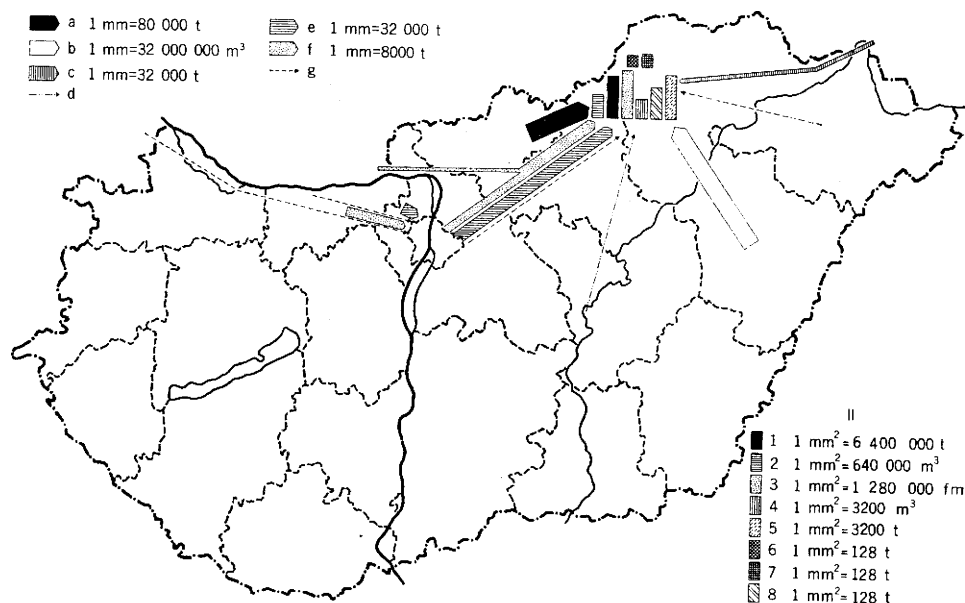 a 1 mm=80 000 t
b 1 mm=32 000 000 m³
c 1 mm=32 000 t
d
e 1 mm=32 000 t
f 1 mm=8000 t
g
II
1 1 mm²=6 400 000 t
2 1 mm²=640 000 m³
3 1 mm²=1 280 000 fm
4 1 mm²=3200 m³
5 1 mm²=3200 t
6 1 mm²=128 t
7 1 mm²=128 t
8 1 mm²=128 t